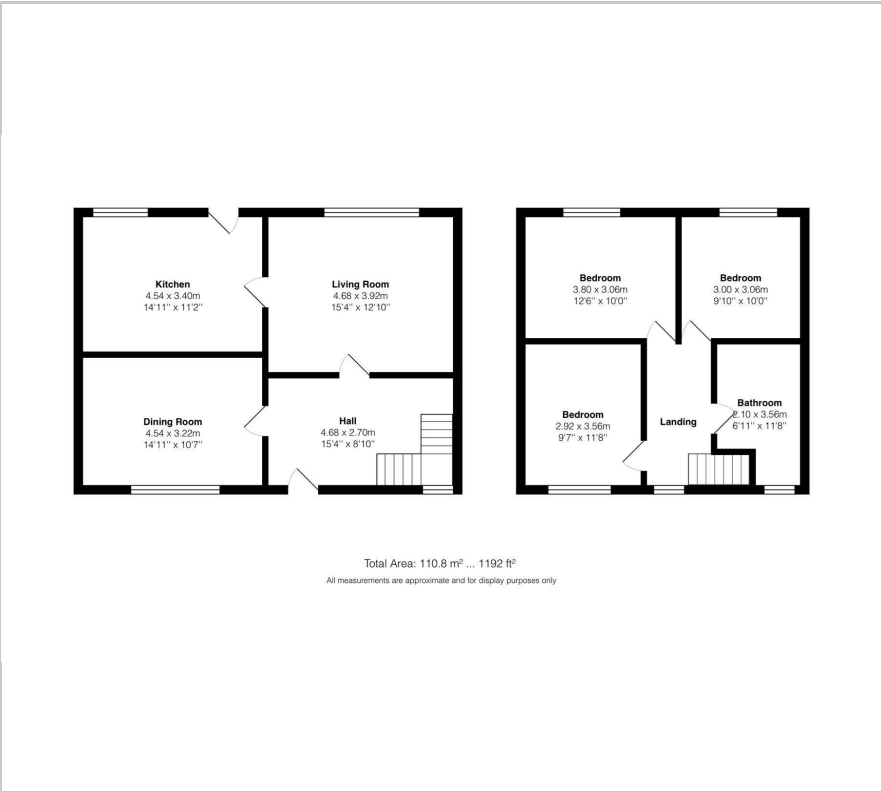 Kitchen
4.54 x 3.40m
14'11" x 11'2"
Living Room
4.68 x 3.92m
15'4" x 12'10"
Dining Room
4.54 x 3.22m
14'11" x 10'7"
Hall
4.68 x 2.70m
15'4" x 8'10"
Bedroom
3.80 x 3.06m
12'6" x 10'0"
Bedroom
3.00 x 3.06m
9'10" x 10'0"
Bedroom
2.92 x 3.56m
9'7" x 11'8"
Landing
Bathroom
2.10 x 3.56m
6'11" x 11'8"
Total Area: 110.8 m² ... 1192 ft²
All measurements are approximate and for display purposes only